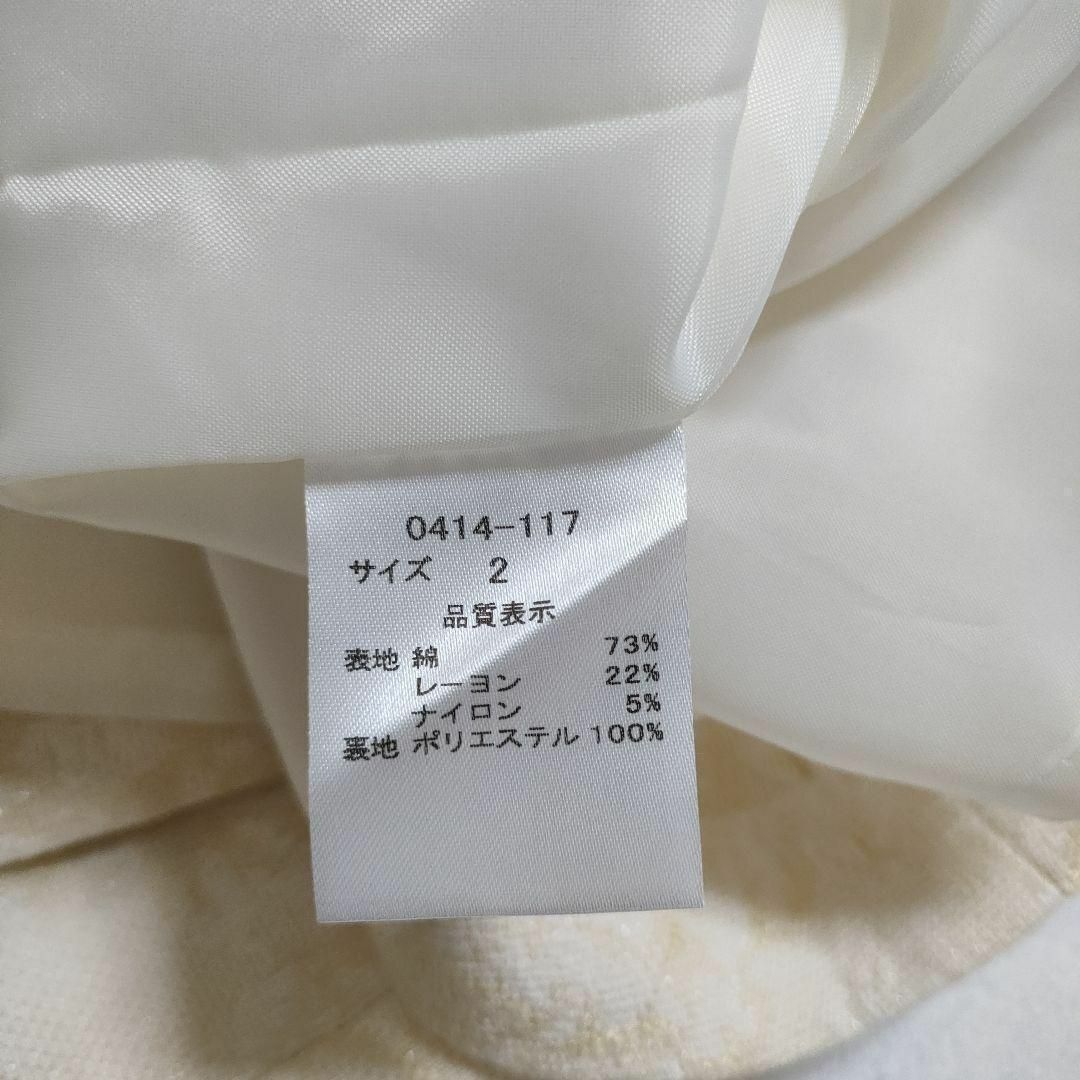 0414-117
サイズ 2
品質表示
表地 綿 73%
レーヨン 22%
ナイロン 5%
裏地 ポリエステル 100%